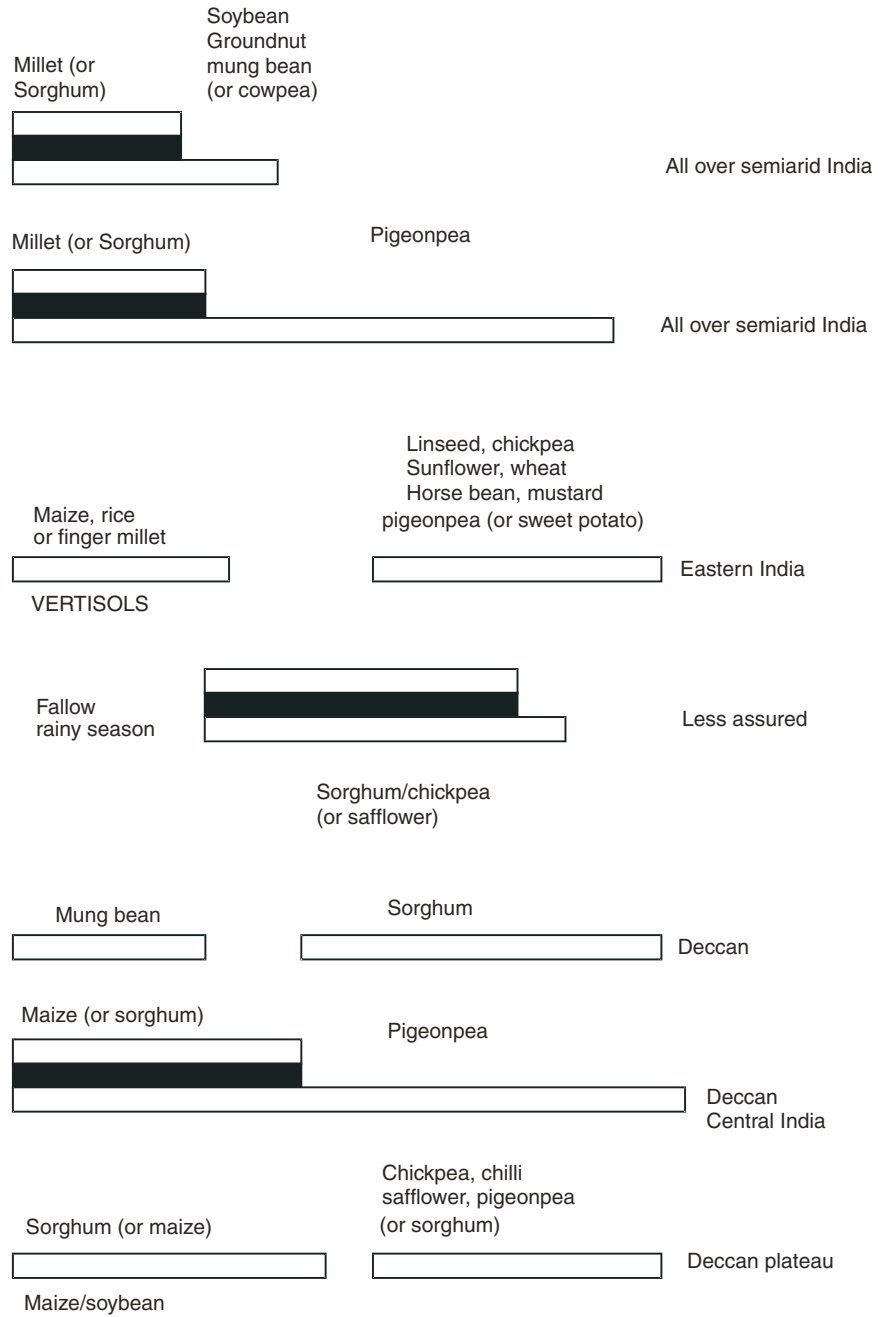 Soybean
Groundnut
mung bean
(or cowpea)
Millet (or
Sorghum)
All over semiarid India
Millet (or Sorghum)
Pigeonpea
All over semiarid India
Linseed, chickpea
Sunflower, wheat
Horse bean, mustard
pigeonpea (or sweet potato)
Maize, rice
or finger millet
Eastern India
VERTISOLS
Fallow
rainy season
Less assured
Sorghum/chickpea
(or safflower)
Mung bean
Sorghum
Deccan
Maize (or sorghum)
Pigeonpea
Deccan
Central India
Chickpea, chilli
safflower, pigeonpea
(or sorghum)
Sorghum (or maize)
Deccan plateau
Maize/soybean